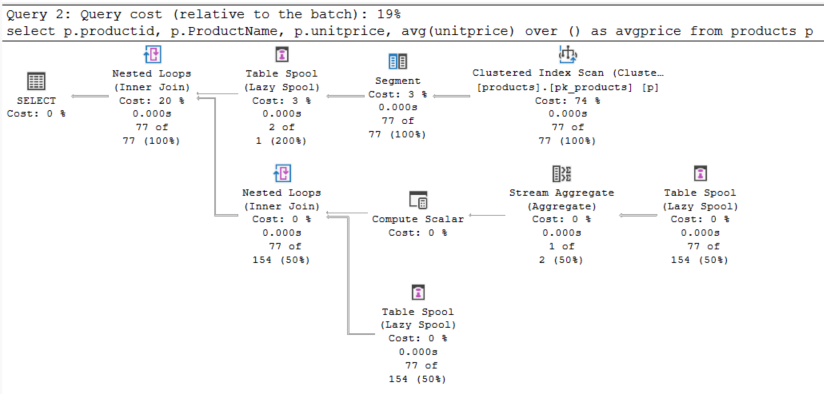 Query 2: Query cost (relative to the batch): 19%
select p.productid, p.ProductName, p.unitprice, avg(unitprice) over () as avgprice from products p
SELECT
Cost: 0 %
Nested Loops
(Inner Join)
Cost: 20 %
0.000s
77 of
77 (100%)
Table Spool
(Lazy Spool)
Cost: 3 %
0.000s
2 of
1 (200%)
Segment
Cost: 3 %
0.000s
77 of
77 (100%)
Clustered Index Scan (Cluste…
[products].[pk_products] [p]
Cost: 74 %
0.000s
77 of
77 (100%)
Nested Loops
(Inner Join)
Cost: 0 %
0.000s
77 of
154 (50%)
Compute Scalar
Cost: 0 %
Stream Aggregate
(Aggregate)
Cost: 0 %
0.000s
1 of
2 (50%)
Table Spool
(Lazy Spool)
Cost: 0 %
0.000s
77 of
154 (50%)
Table Spool
(Lazy Spool)
Cost: 0 %
0.000s
77 of
154 (50%)